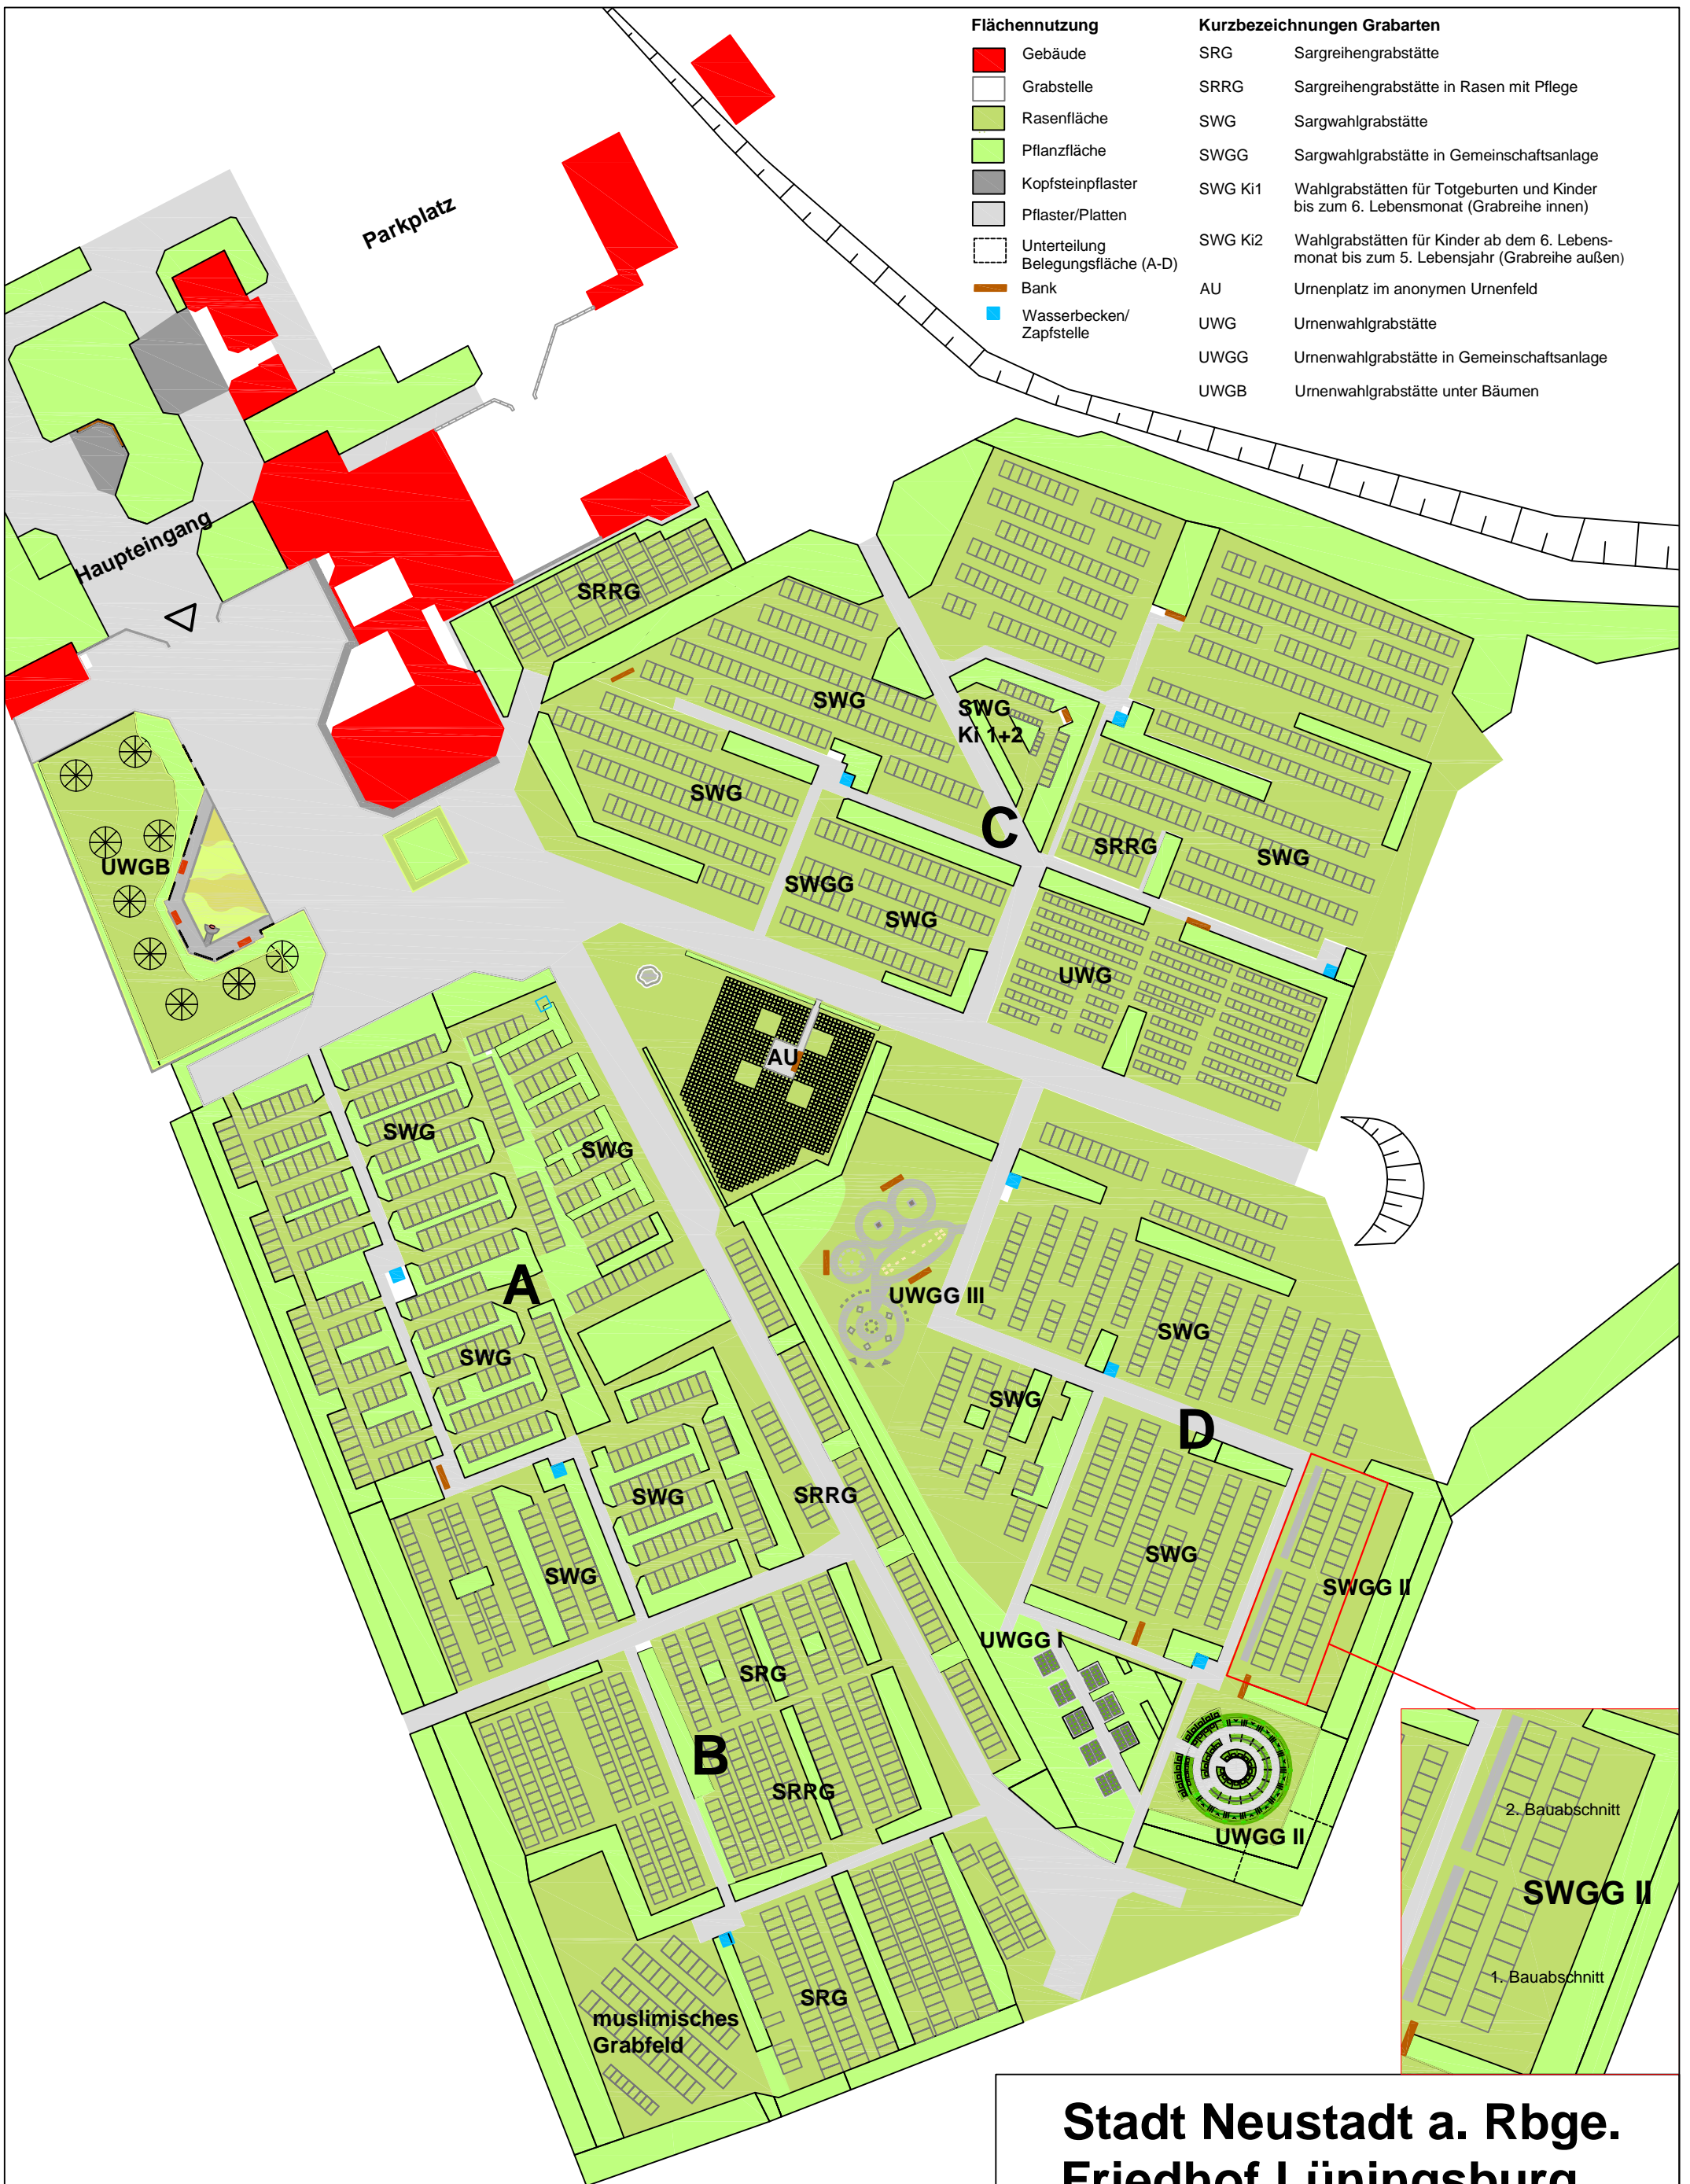 Flächennutzung
Gebäude
Grabstelle
Rasenfläche
Pflanzfläche
Kopfsteinpflaster
Pflaster/Platten
Unterteilung
Belegungsfläche (A-D)
Bank
Wasserbecken/
Zapfstelle
Kurzbezeichnungen Grabarten
SRG Sargreihengrabstätte
SRRG Sargreihengrabstätte in Rasen mit Pflege
SWG Sargwahlgrabstätte
SWGG Sargwahlgrabstätte in Gemeinschaftsanlage
SWG Ki1 Wahlgrabstätten für Totgeburten und Kinder
bis zum 6. Lebensmonat (Grabreihe innen)
SWG Ki2 Wahlgrabstätten für Kinder ab dem 6. Lebens-
monat bis zum 5. Lebensjahr (Grabreihe außen)
AU Urnenplatz im anonymen Urnenfeld
UWG Urnenwahlgrabstätte
UWGG Urnenwahlgrabstätte in Gemeinschaftsanlage
UWGB Urnenwahlgrabstätte unter Bäumen
Parkplatz
Haupteingang
SRRG
SWG
SWG
Ki 1+2
SWG
C
SRRG
SWG
UWGB
SWGG
SWG
UWG
AU
SWG
SWG
A
UWGG III
SWG
SWG
SWG
D
SWG
SRRG
SWG
SWG
SWGG II
UWGG I
SRG
B
SRRG
UWGG II
2. Bauabschnitt
SWGG II
1. Bauabschnitt
SRG
muslimisches
Grabfeld
Stadt Neustadt a. Rbge.
Friedhof Lüningsburg